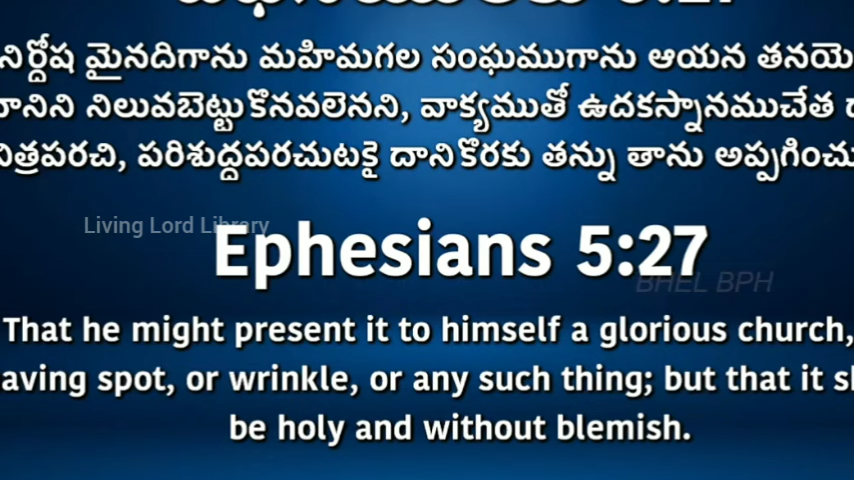 నిర్దోష మైనదిగాను మహిమగల సంఘముగాను ఆయన తనయె
నిలువబెట్టుకొనవలెనని, వాక్యముతో ఉదకస్నానముచేత
పరిశుద్ధపరచుటకై దానికొరకు తన్ను తాను అప్పగించు
Living Lord Library
Ephesians 5:27
BHEL BPH
That he might present it to himself a glorious church,
aving spot, or wrinkle, or any such thing; but that it s
be holy and without blemish.